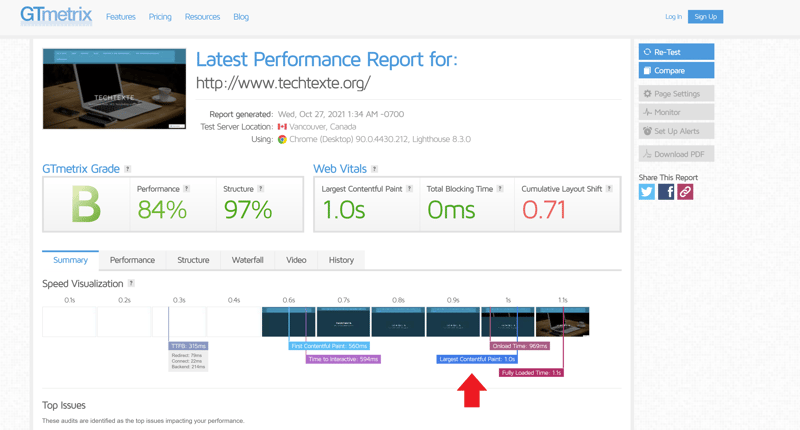 GTmetrix
Features Pricing Resources Blog
Log In Sign Up
Latest Performance Report for:
http://www.techtexte.org/
TECHTEXTE
Report generated: Wed, Oct 27, 2021 1:34 AM -0700
Test Server Location: Vancouver, Canada
Using: Chrome (Desktop) 90.0.4430.212, Lighthouse 8.3.0
Re-Test
Compare
Page Settings
Monitor
Set Up Alerts
Download PDF
Share This Report
GTmetrix Grade ?
B
Performance ?
84%
Structure ?
97%
Web Vitals ?
Largest Contentful Paint ?
1.0s
Total Blocking Time ?
0ms
Cumulative Layout Shift ?
0.71
Summary Performance Structure Waterfall Video History
Speed Visualization ?
0.1s 0.2s 0.3s 0.4s 0.6s 0.7s 0.8s 0.9s 1s 1.1s
TTFB: 315ms
Redirect: 79ms
Connect: 22ms
Backend: 214ms
First Contentful Paint: 560ms
Time to Interactive: 594ms
Onload Time: 969ms
Largest Contentful Paint: 1.0s
Fully Loaded Time: 1.1s
Top Issues
These audits are identified as the top issues impacting your performance.